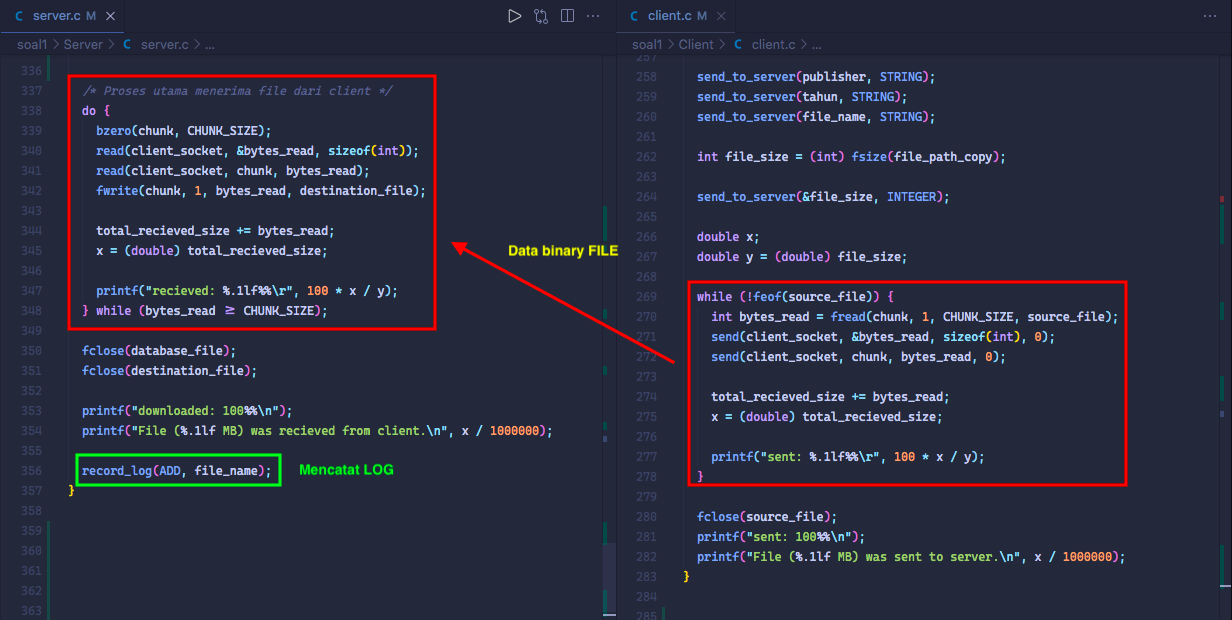 C server.c M ×
soal1 > Server > C server.c > ...
336
337 /* Proses utama menerima file dari client */
338 do {
339 bzero(chunk, CHUNK_SIZE);
340 read(client_socket, &bytes_read, sizeof(int));
341 read(client_socket, chunk, bytes_read);
342 fwrite(chunk, 1, bytes_read, destination_file);
343
344 total_recieved_size += bytes_read;
345 x = (double) total_recieved_size;
346
347 printf("recieved: %.1lf%%\r", 100 * x / y);
348 } while (bytes_read ≥ CHUNK_SIZE);
349
350 fclose(database_file);
351 fclose(destination_file);
352
353 printf("downloaded: 100%%\n");
354 printf("File (%.1lf MB) was recieved from client.\n", x / 1000000);
355
356 record_log(ADD, file_name);
Mencatat LOG
357 }
358
359
360
361
362
363
Data binary FILE
C client.c M ×
soal1 > Client > C client.c > ...
257
258 send_to_server(publisher, STRING);
259 send_to_server(tahun, STRING);
260 send_to_server(file_name, STRING);
261
262 int file_size = (int) fsize(file_path_copy);
263
264 send_to_server(&file_size, INTEGER);
265
266 double x;
267 double y = (double) file_size;
268
269 while (!feof(source_file)) {
270 int bytes_read = fread(chunk, 1, CHUNK_SIZE, source_file);
271 send(client_socket, &bytes_read, sizeof(int), 0);
272 send(client_socket, chunk, bytes_read, 0);
273
274 total_recieved_size += bytes_read;
275 x = (double) total_recieved_size;
276
277 printf("sent: %.1lf%%\r", 100 * x / y);
278 }
279
280 fclose(source_file);
281 printf("sent: 100%%\n");
282 printf("File (%.1lf MB) was sent to server.\n", x / 1000000);
283 }
284
285